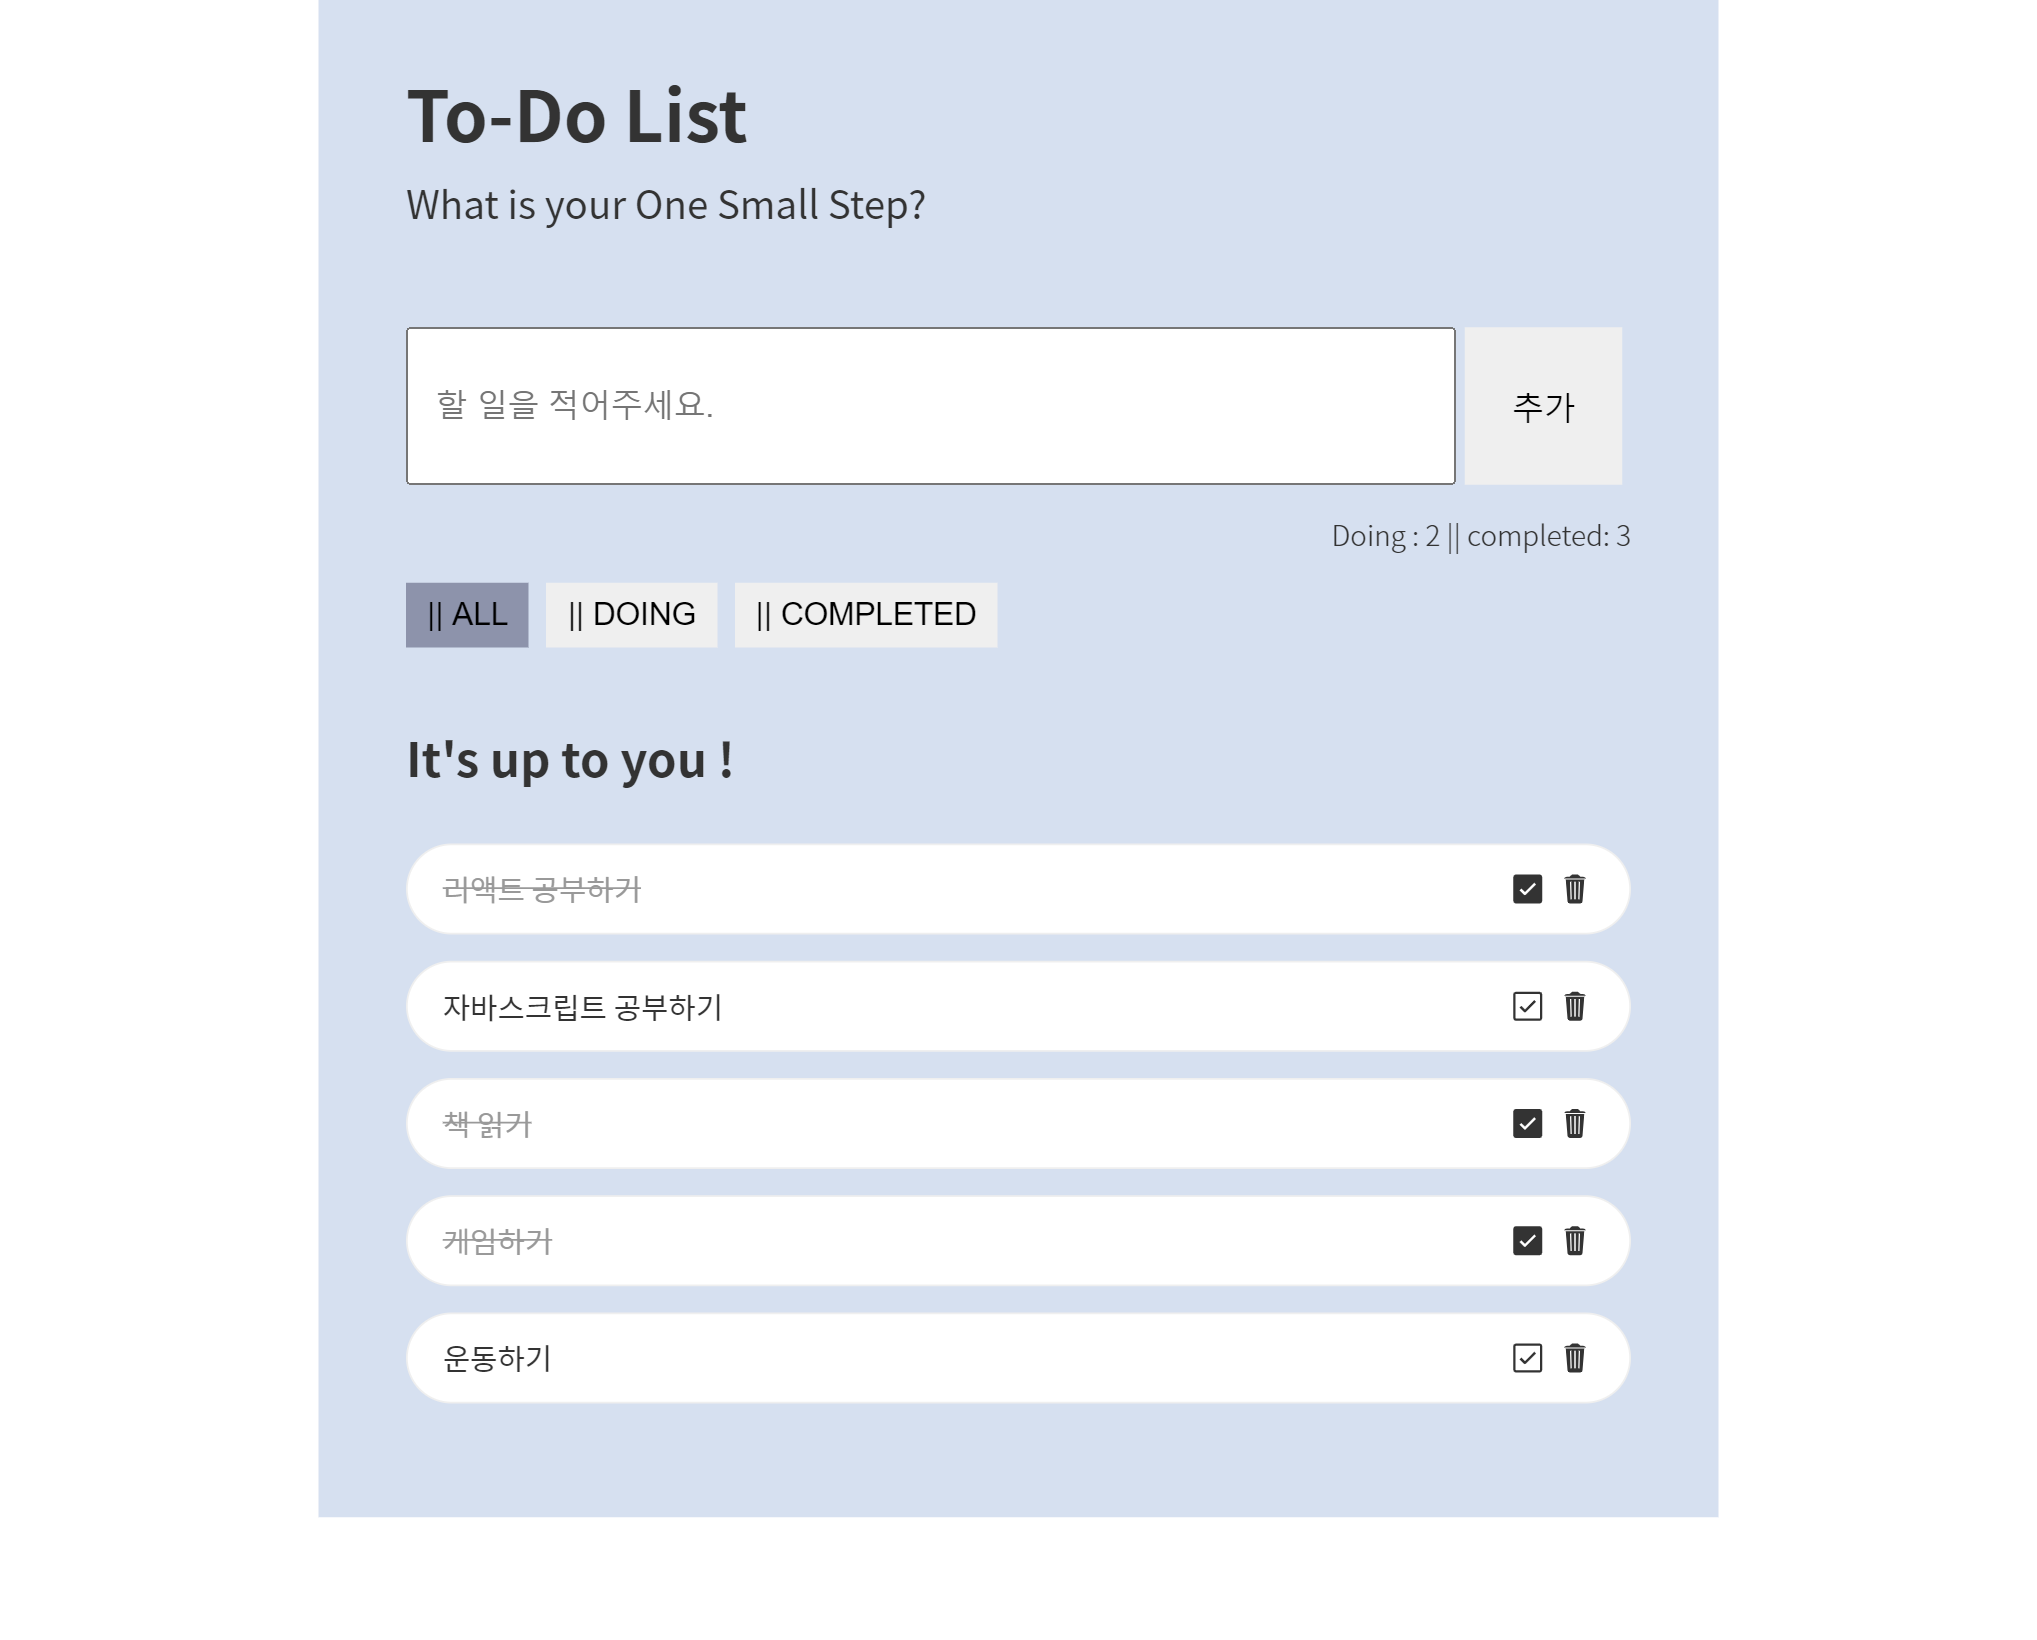 To-Do List
What is your One Small Step?
할 일을 적어주세요.
추가
Doing : 2 || completed: 3
|| ALL
|| DOING
|| COMPLETED
It's up to you !
리액트 공부하기
자바스크립트 공부하기
책 읽기
게임하기
운동하기